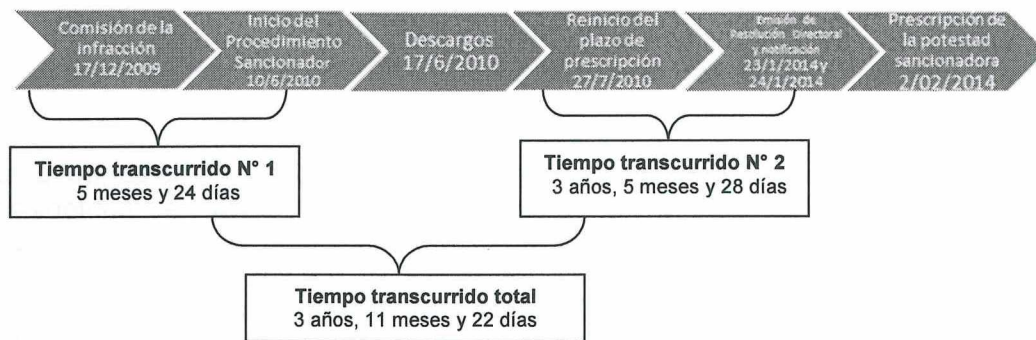 Comisión de la
infracción
17/12/2009
Inicio del
Procedimiento
Sancionador
10/6/2010
Descargos
17/6/2010
Reinicio del
plazo de
prescripción
27/7/2010
Emisión de
Resolución Directoral
y notificación
23/1/2014 y
24/1/2014
Prescripción de
la potestad
sancionadora
2/02/2014
Tiempo transcurrido N° 1
5 meses y 24 días
Tiempo transcurrido N° 2
3 años, 5 meses y 28 días
Tiempo transcurrido total
3 años, 11 meses y 22 días